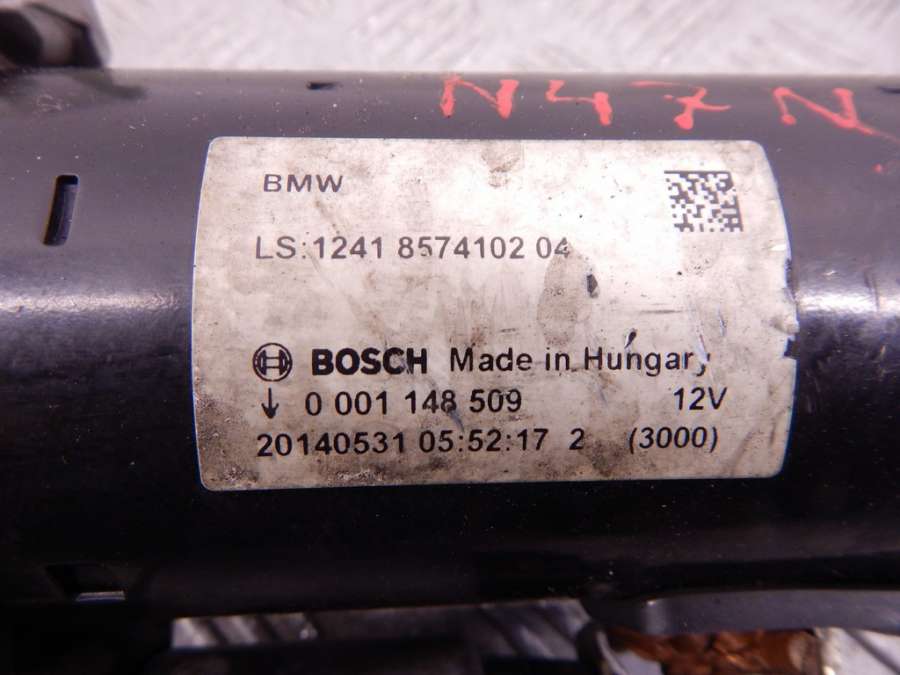 N47N
BMW
LS:1241 8574102 04
BOSCH Made in Hungary
0 001 148 509 12V
20140531 05:52:17 2 (3000)